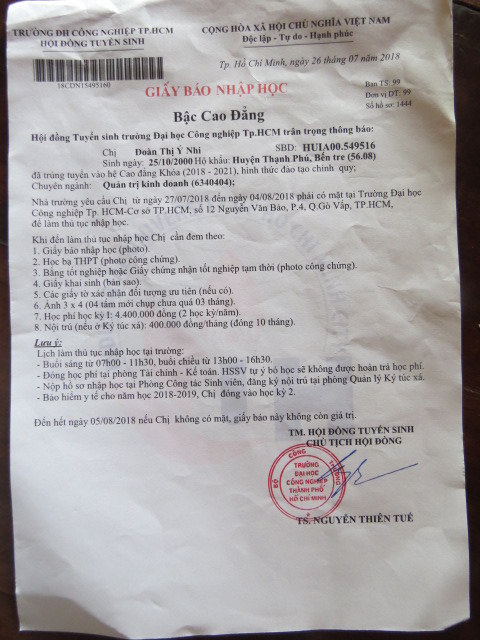 TRƯỜNG ĐH CÔNG NGHIỆP TP.HCM
HỘI ĐỒNG TUYỂN SINH
CỘNG HÒA XÃ HỘI CHỦ NGHĨA VIỆT NAM
Độc lập - Tự do - Hạnh phúc
18CDN15495160
Tp. Hồ Chí Minh, ngày 26 tháng 07 năm 2018
GIẤY BÁO NHẬP HỌC
Ban TS: 99
Đơn vị DT: 99
Số hồ sơ: 1444
Bậc Cao Đẳng
Hội đồng Tuyển sinh trường Đại học Công nghiệp Tp.HCM trân trọng thông báo:
Chị Đoàn Thị Ý Nhi SBD: HUIA00.549516
Sinh ngày: 25/10/2000 Hộ khẩu: Huyện Thạnh Phú, Bến tre (56.08)
đã trúng tuyển vào hệ Cao đẳng Khóa (2018 - 2021), hình thức đào tạo chính quy;
Chuyên ngành: Quản trị kinh doanh (6340404);
Nhà trường yêu cầu Chị từ ngày 27/07/2018 đến ngày 04/08/2018 phải có mặt tại Trường Đại học
Công nghiệp Tp. HCM-Cơ sở TP.HCM, số 12 Nguyễn Văn Bảo, P.4, Q.Gò Vấp, TP.HCM,
để làm thủ tục nhập học.
Khi đến làm thủ tục nhập học Chị cần đem theo:
1. Giấy báo nhập học (photo).
2. Học bạ THPT (photo công chứng).
3. Bằng tốt nghiệp hoặc Giấy chứng nhận tốt nghiệp tạm thời (photo công chứng).
4. Giấy khai sinh (bản sao).
5. Các giấy tờ xác nhận đối tượng ưu tiên (nếu có).
6. Ảnh 3 x 4 (04 tấm mới chụp chưa quá 03 tháng).
7. Học phí học kỳ I: 4.400.000 đồng (2 học kỳ/năm).
8. Nội trú (nếu ở Ký túc xá): 400.000 đồng/tháng (đóng 10 tháng).
Lưu ý:
Lịch làm thủ tục nhập học tại trường:
- Buổi sáng từ 07h00 - 11h30, buổi chiều từ 13h00 - 16h30.
- Đóng học phí tại phòng Tài chính - Kế toán. HSSV tự ý bỏ học sẽ không được hoàn trả học phí.
- Nộp hồ sơ nhập học tại Phòng Công tác Sinh viên, đăng ký nội trú tại phòng Quản lý Ký túc xá.
- Bảo hiểm y tế cho năm học 2018-2019, Chị đóng vào học kỳ 2.
Đến hết ngày 05/08/2018 nếu Chị không có mặt, giấy báo này không còn giá trị.
TM. HỘI ĐỒNG TUYỂN SINH
CHỦ TỊCH HỘI ĐỒNG
BỘ CÔNG THƯƠNG
TRƯỜNG
ĐẠI HỌC
CÔNG NGHIỆP
THÀNH PHỐ
HỒ CHÍ MINH
TS. NGUYỄN THIÊN TUẾ